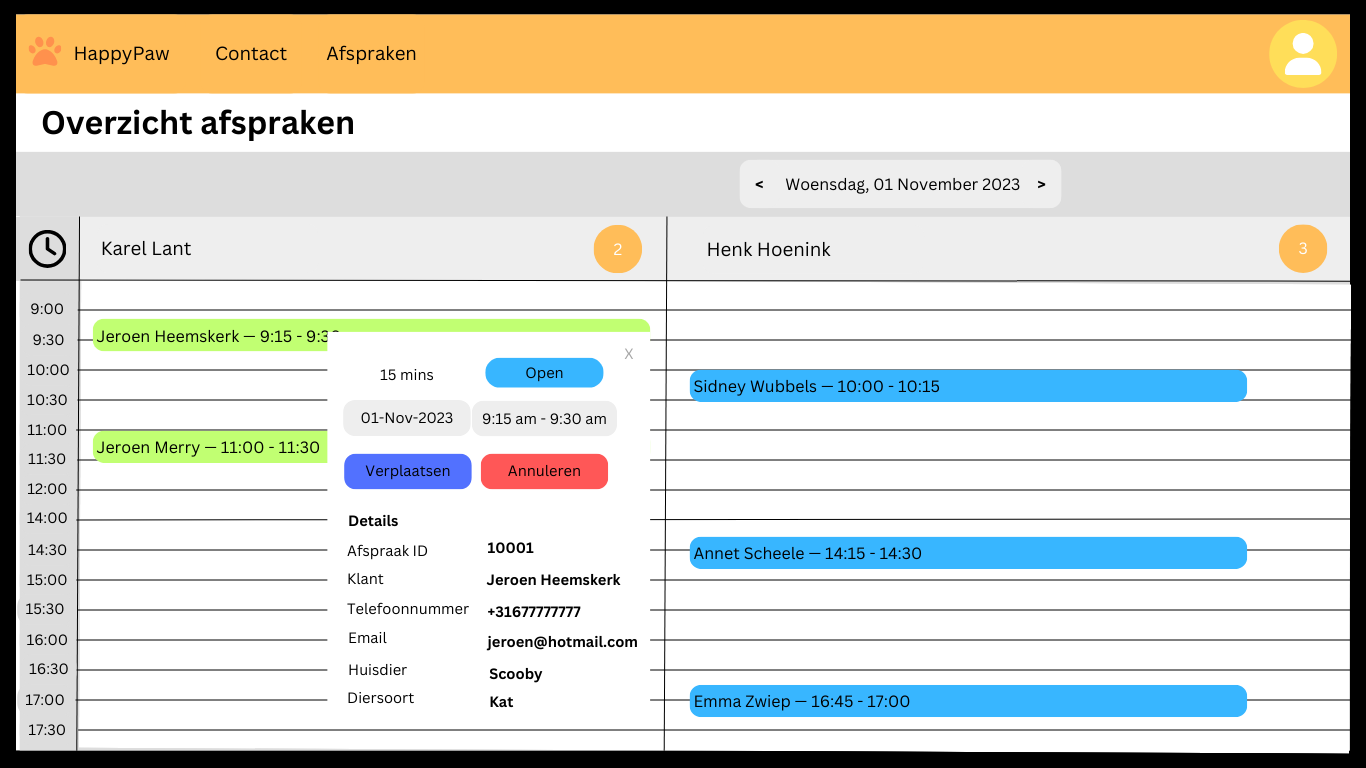 HappyPaw Contact Afspraken
Overzicht afspraken
< Woensdag, 01 November 2023 >
Karel Lant 2 Henk Hoenink 3
9:00
Jeroen Heemskerk — 9:15 - 9:30
9:30
X
15 mins Open
10:00
Sidney Wubbels — 10:00 - 10:15
10:30
01-Nov-2023 9:15 am - 9:30 am
11:00
Jeroen Merry — 11:00 - 11:30
11:30
Verplaatsen Annuleren
12:00
14:00
Details
14:30
Afspraak ID 10001
Annet Scheele — 14:15 - 14:30
15:00
Klant Jeroen Heemskerk
15:30
Telefoonnummer +31677777777
16:00
Email jeroen@hotmail.com
16:30
Huisdier Scooby
17:00
Diersoort Kat
Emma Zwiep — 16:45 - 17:00
17:30